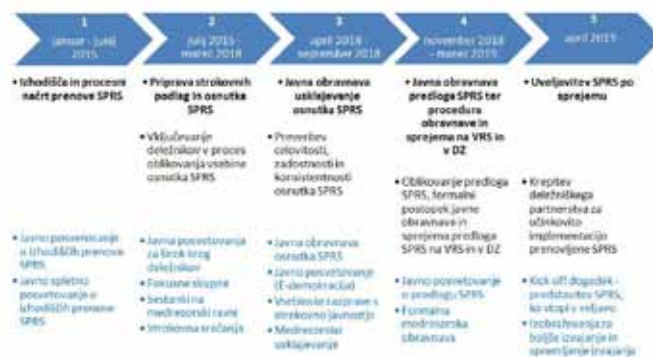 1
januar - junij
2015
• Izhodišča in procesni
načrt prenove SPRS
• Javno posvetovanje
o izhodiščih prenove
SPRS
• Javno spletno
posvetovanje o
izhodiščih prenove
SPRS
2
julij 2015 -
marec 2018
• Priprava strokovnih
podlag in osnutka
SPRS
• Vključevanje
deležnikov v proces
oblikovanja vsebine
osnutka SPRS
• Javna posvetovanja
za širok krog
deležnikov
• Fokusne skupine
• Sestanki na
medresorski ravni
• Strokovna srečanja
3
april 2018 -
september 2018
• Javna obravnava
usklajevanje
osnutka SPRS
• Preveritev
celovitosti,
zadostnosti in
konsistentnosti
osnutka SPRS
• Javna obravnava
osnutka SPRS
• Javno posvetovanje
(E-demokracija)
• Vsebinske razprave s
strokovno javnostjo
• Medresorsko
usklajevanje
4
november 2018
- marec 2019
• Javna obravnava
predloga SPRS ter
procedura
obravnave in
sprejema na VRS in
v DZ
• Oblikovanje predloga
SPRS, formalni
postopek javne
obravnave in
sprejema predloga
SPRS na VRS in v DZ
• Javno posvetovanje
o predlogu SPRS
• Formalna
medresorska
obravnava
5
april 2019
• Uveljavitev SPRS po
sprejemu
• Krepitev
deležniškega
partnerstva za
učinkovito
implementacijo
prenovljene SPRS
• Kick off dogodek -
predstavitev SPRS,
ko stopi v veljavo
• Izobraževanja za
boljše izvajanje in
spremljanje izvajanja